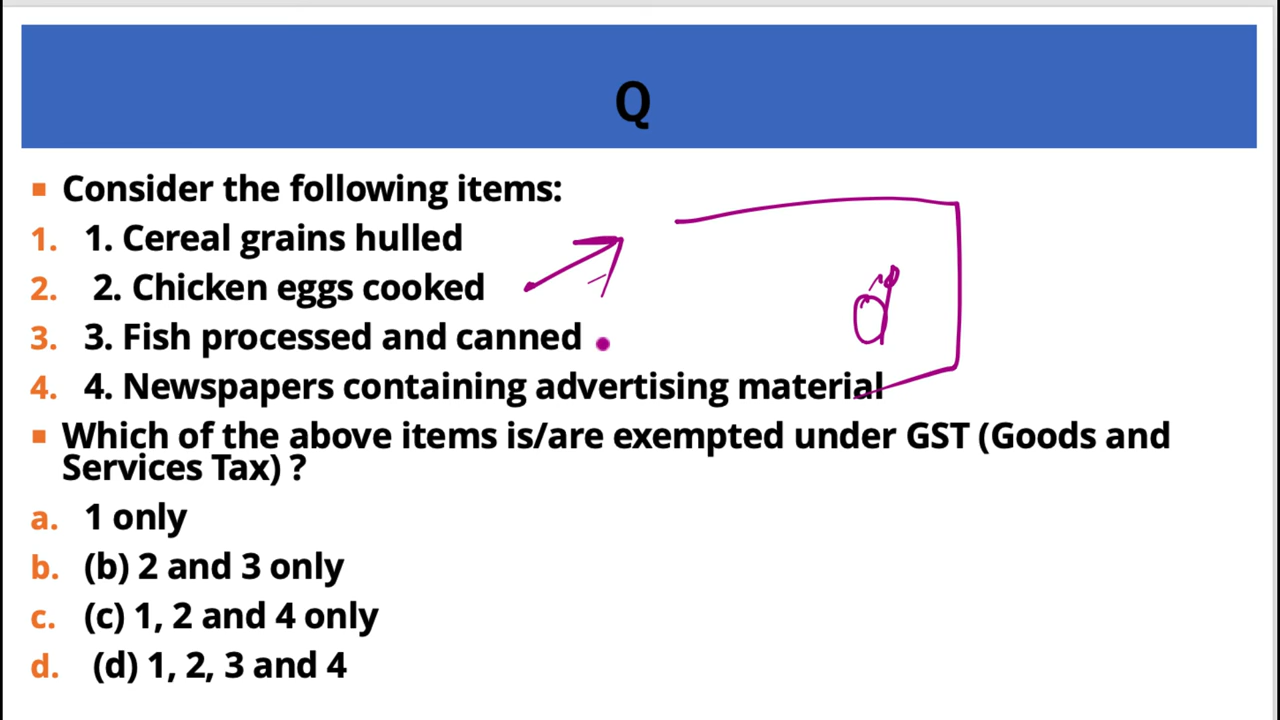 Q
▪ Consider the following items:
1. 1. Cereal grains hulled
2. 2. Chicken eggs cooked
3. 3. Fish processed and canned
4. 4. Newspapers containing advertising material
▪ Which of the above items is/are exempted under GST (Goods and
Services Tax) ?
a. 1 only
b. (b) 2 and 3 only
c. (c) 1, 2 and 4 only
d. (d) 1, 2, 3 and 4